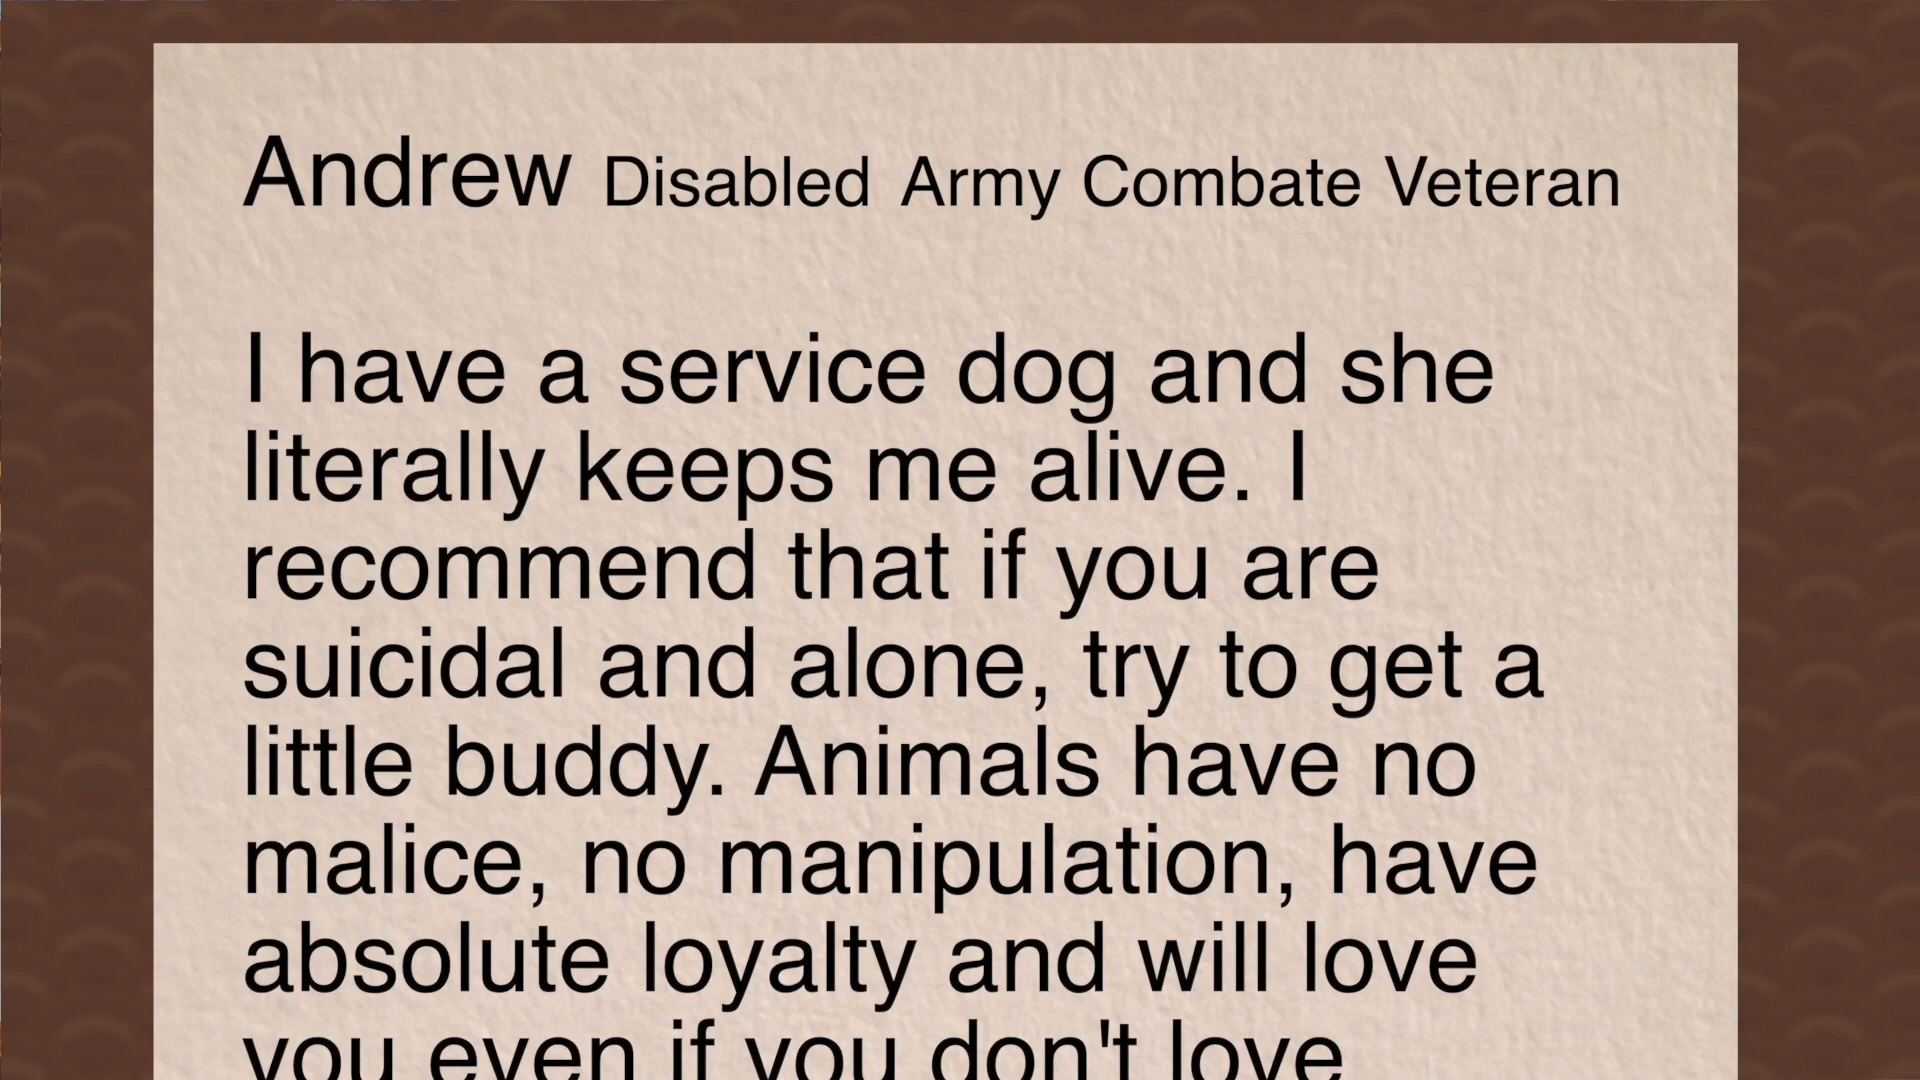 Andrew Disabled Army Combate Veteran
I have a service dog and she
literally keeps me alive. I
recommend that if you are
suicidal and alone, try to get a
little buddy. Animals have no
malice, no manipulation, have
absolute loyalty and will love
you even if you don't love